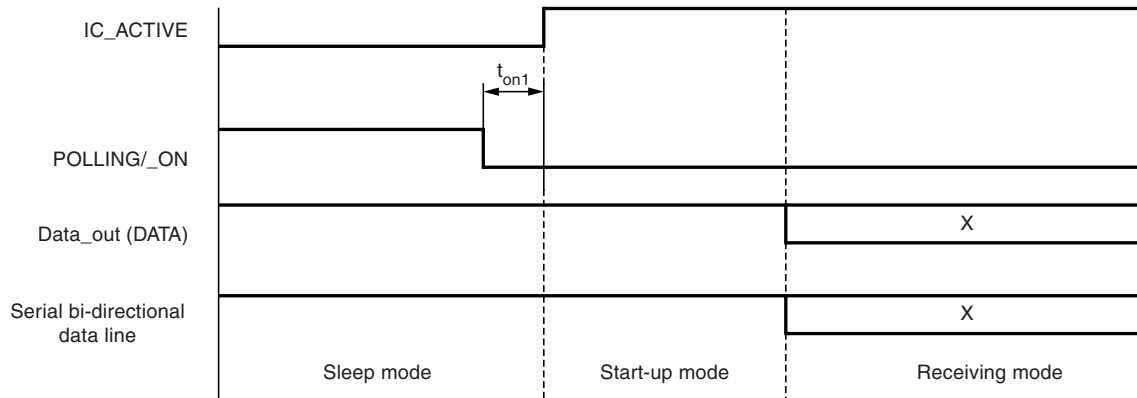 IC_ACTIVE
ton1
POLLING/_ON
Data_out (DATA)
X
Serial bi-directional
data line
X
Sleep mode
Start-up mode
Receiving mode